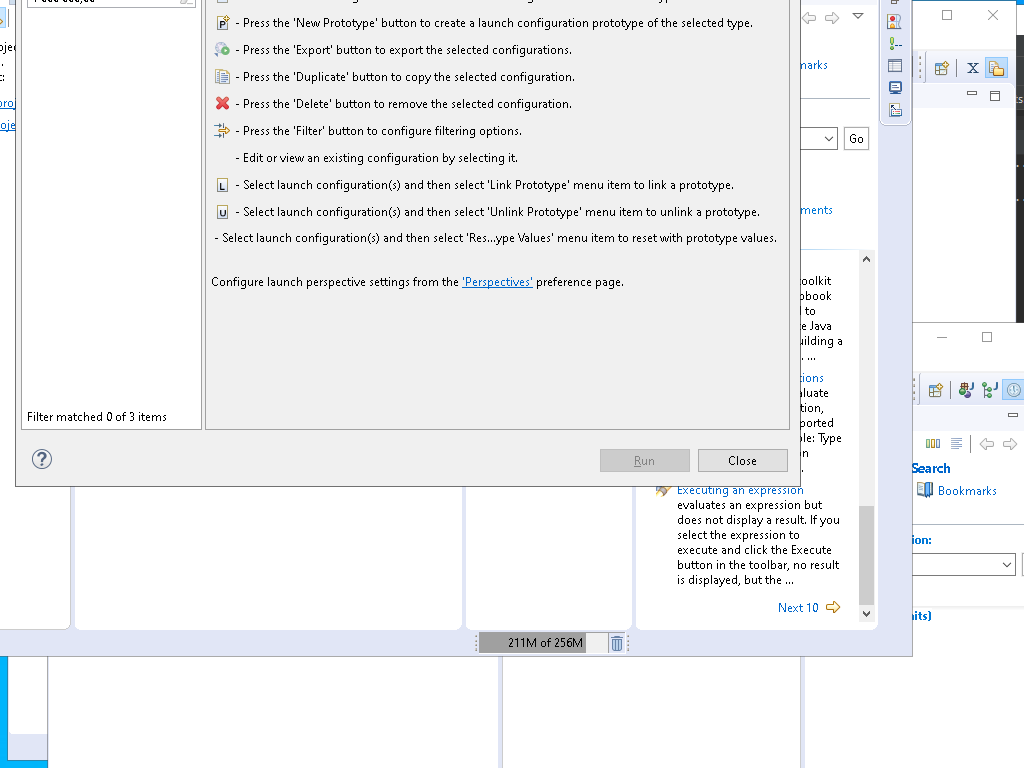 - Press the 'New Prototype' button to create a launch configuration prototype of the selected type.
- Press the 'Export' button to export the selected configurations.
- Press the 'Duplicate' button to copy the selected configuration.
- Press the 'Delete' button to remove the selected configuration.
- Press the 'Filter' button to configure filtering options.
- Edit or view an existing configuration by selecting it.
L - Select launch configuration(s) and then select 'Link Prototype' menu item to link a prototype.
U - Select launch configuration(s) and then select 'Unlink Prototype' menu item to unlink a prototype.
- Select launch configuration(s) and then select 'Res...ype Values' menu item to reset with prototype values.
Configure launch perspective settings from the 'Perspectives' preference page.
Filter matched 0 of 3 items
Run
Close
marks
Go
ments
oolkit
to
Java
uilding a
...
ions
luate
tion,
ported
le: Type
n
Executing an expression
evaluates an expression but
does not display a result. If you
select the expression to
execute and click the Execute
button in the toolbar, no result
is displayed, but the ...
Next 10
211M of 256M
X
Search
Bookmarks
ion:
its)